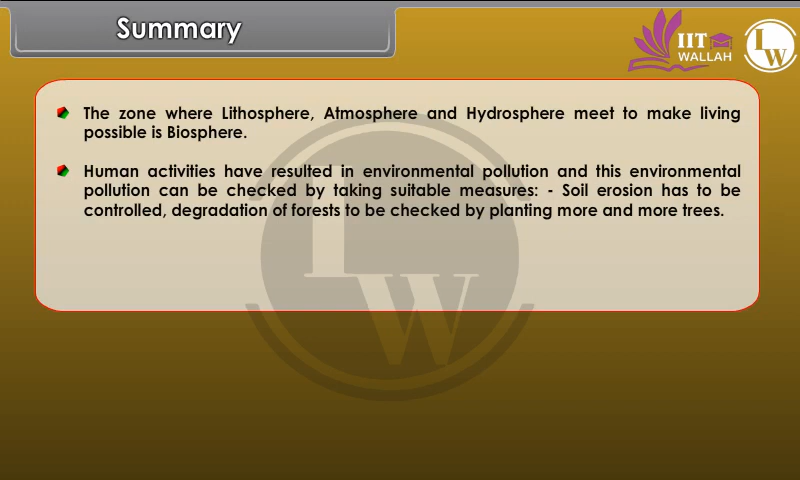 Summary
IIT
WALLAH
LW
The zone where Lithosphere, Atmosphere and Hydrosphere meet to make living
possible is Biosphere.
Human activities have resulted in environmental pollution and this environmental
pollution can be checked by taking suitable measures: - Soil erosion has to be
controlled, degradation of forests to be checked by planting more and more trees.
LW